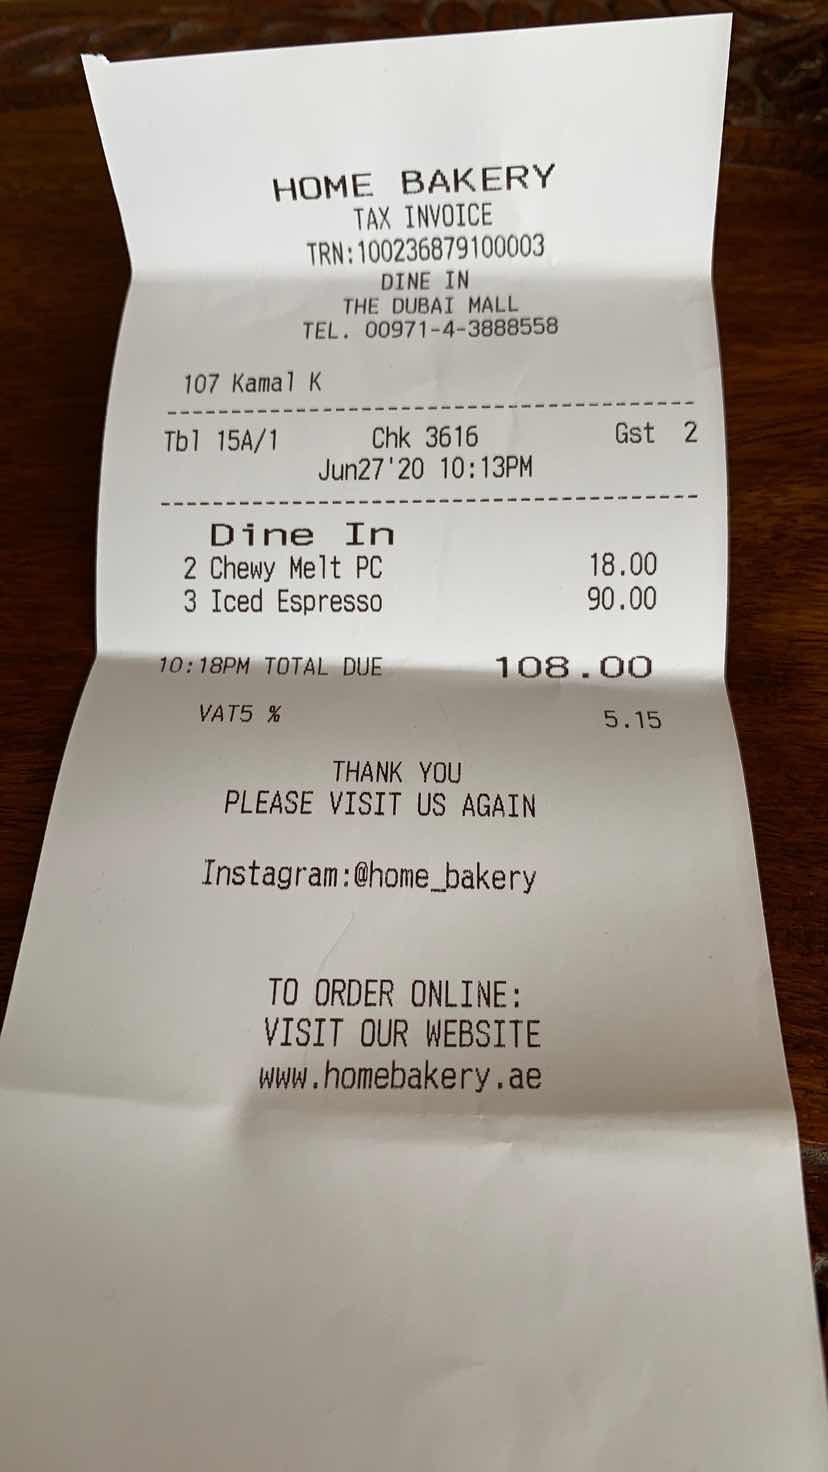 HOME BAKERY
TAX INVOICE
TRN:100236879100003
DINE IN
THE DUBAI MALL
TEL. 00971-4-3888558
107 Kamal K
Tbl 15A/1 Chk 3616 Gst 2
Jun27'20 10:13PM
Dine In
2 Chewy Melt PC 18.00
3 Iced Espresso 90.00
10:18PM TOTAL DUE 108.00
VAT5 % 5.15
THANK YOU
PLEASE VISIT US AGAIN
Instagram:@home_bakery
TO ORDER ONLINE:
VISIT OUR WEBSITE
www.homebakery.ae